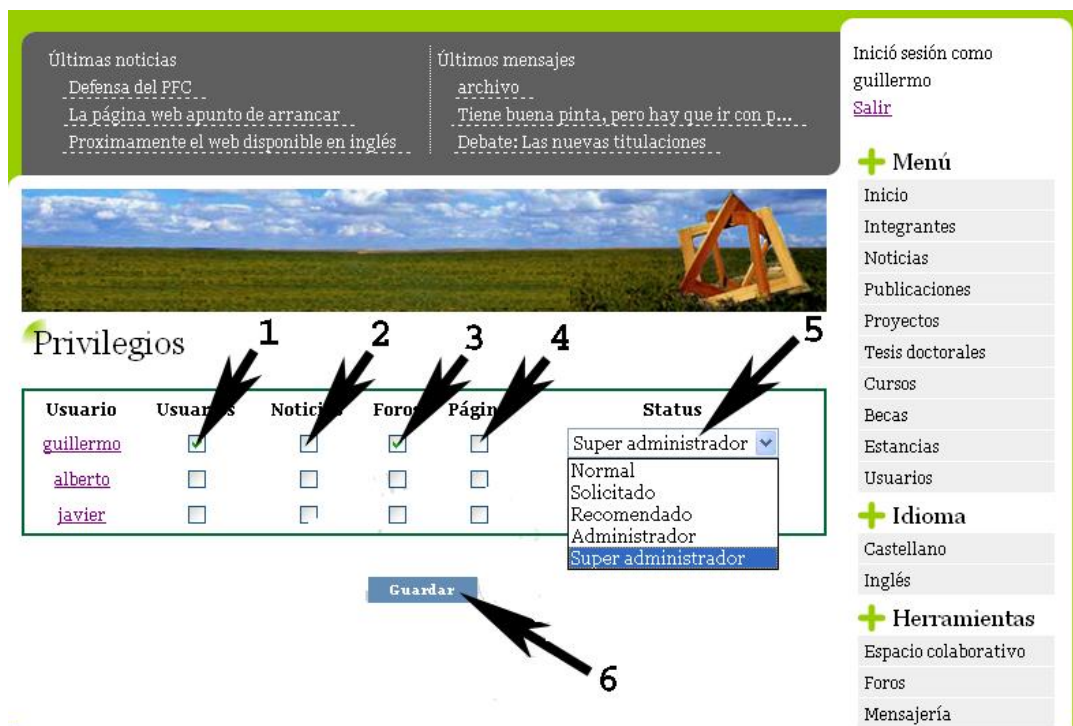 Últimas noticias
Defensa del PFC
La página web apunto de arrancar
Proximamente el web disponible en inglés
Últimos mensajes
archivo
Tiene buena pinta, pero hay que ir con p...
Debate: Las nuevas titulaciones
Inició sesión como
guillermo
Salir
Menú
Inicio
Integrantes
Noticias
Publicaciones
Proyectos
Tesis doctorales
Cursos
Becas
Estancias
Usuarios
Idioma
Castellano
Inglés
Herramientas
Espacio colaborativo
Foros
Mensajería
Privilegios
1 2 3 4 5
Usuario Usuarios Noticias Foros Página Status
guillermo Super administrador
alberto
javier
Normal
Solicitado
Recomendado
Administrador
Super administrador
Guardar
6